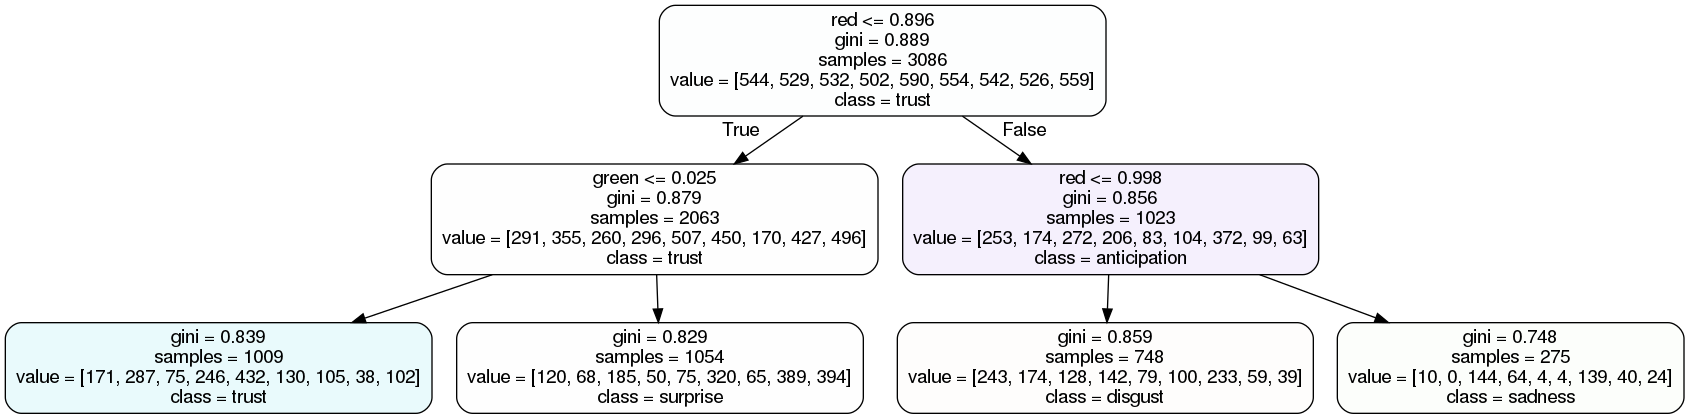 red <= 0.896
gini = 0.889
samples = 3086
value = [544, 529, 532, 502, 590, 554, 542, 526, 559]
class = trust
True
False
green <= 0.025
gini = 0.879
samples = 2063
value = [291, 355, 260, 296, 507, 450, 170, 427, 496]
class = trust
red <= 0.998
gini = 0.856
samples = 1023
value = [253, 174, 272, 206, 83, 104, 372, 99, 63]
class = anticipation
gini = 0.839
samples = 1009
value = [171, 287, 75, 246, 432, 130, 105, 38, 102]
class = trust
gini = 0.829
samples = 1054
value = [120, 68, 185, 50, 75, 320, 65, 389, 394]
class = surprise
gini = 0.859
samples = 748
value = [243, 174, 128, 142, 79, 100, 233, 59, 39]
class = disgust
gini = 0.748
samples = 275
value = [10, 0, 144, 64, 4, 4, 139, 40, 24]
class = sadness